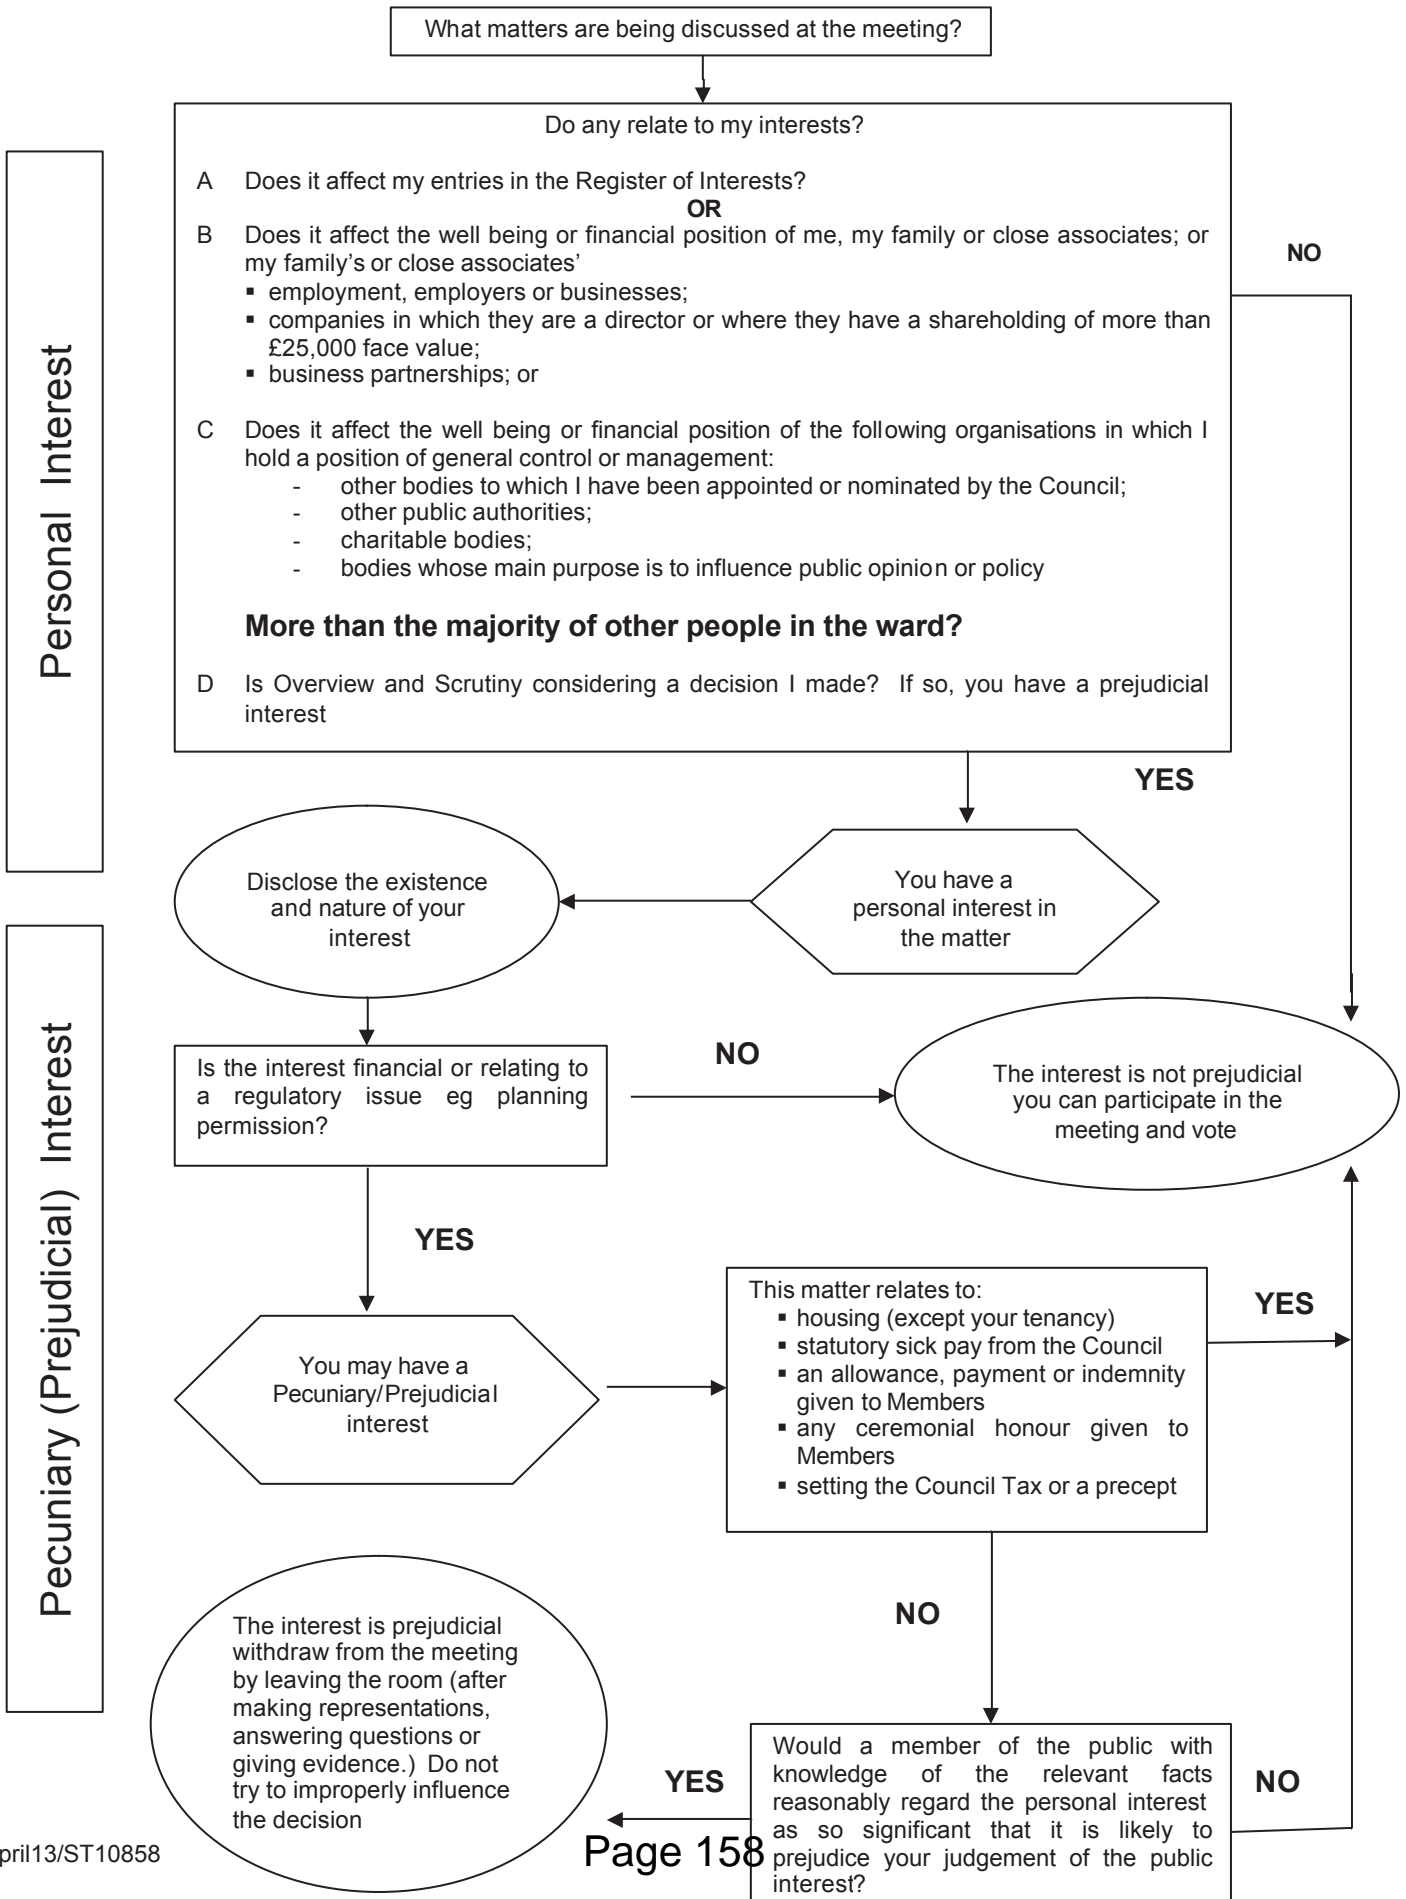 What matters are being discussed at the meeting?
Do any relate to my interests?
A Does it affect my entries in the Register of Interests?
OR
B Does it affect the well being or financial position of me, my family or close associates; or
my family's or close associates'
▪ employment, employers or businesses;
▪ companies in which they are a director or where they have a shareholding of more than
£25,000 face value;
▪ business partnerships; or
C Does it affect the well being or financial position of the following organisations in which I
hold a position of general control or management:
- other bodies to which I have been appointed or nominated by the Council;
- other public authorities;
- charitable bodies;
- bodies whose main purpose is to influence public opinion or policy
More than the majority of other people in the ward?
D Is Overview and Scrutiny considering a decision I made? If so, you have a prejudicial
interest
NO
Personal Interest
YES
You have a
personal interest in
the matter
Disclose the existence
and nature of your
interest
Pecuniary (Prejudicial) Interest
Is the interest financial or relating to
a regulatory issue eg planning
permission?
NO
The interest is not prejudicial
you can participate in the
meeting and vote
YES
You may have a
Pecuniary/Prejudicial
interest
This matter relates to:
▪ housing (except your tenancy)
▪ statutory sick pay from the Council
▪ an allowance, payment or indemnity
given to Members
▪ any ceremonial honour given to
Members
▪ setting the Council Tax or a precept
YES
NO
Would a member of the public with
knowledge of the relevant facts
reasonably regard the personal interest
as so significant that it is likely to
prejudice your judgement of the public
interest?
NO
YES
The interest is prejudicial
withdraw from the meeting
by leaving the room (after
making representations,
answering questions or
giving evidence.) Do not
try to improperly influence
the decision
pril13/ST10858
Page 158